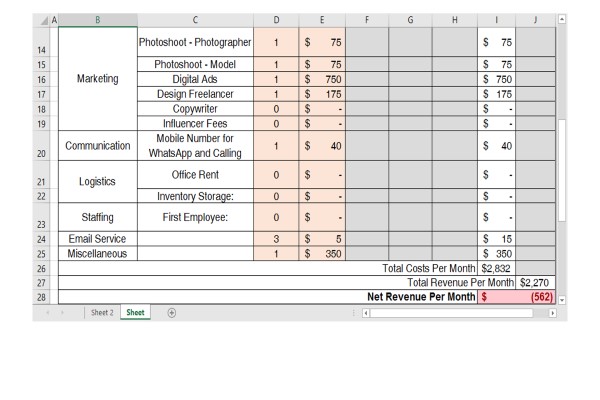 A B C D E F G H I J
14 Photoshoot - Photographer 1 $ 75 $ 75
15 Photoshoot - Model 1 $ 75 $ 75
16 Marketing Digital Ads 1 $ 750 $ 750
17 Design Freelancer 1 $ 175 $ 175
18 Copywriter 0 $ - $ -
19 Influencer Fees 0 $ - $ -
Mobile Number for
20 Communication WhatsApp and Calling 1 $ 40 $ 40
21 Logistics Office Rent 0 $ - $ -
22 Inventory Storage: 0 $ - $ -
23 Staffing First Employee: 0 $ - $ -
24 Email Service 3 $ 5 $ 15
25 Miscellaneous 1 $ 350 $ 350
26 Total Costs Per Month $2,832
27 Total Revenue Per Month $2,270
28 Net Revenue Per Month $ (562)
Sheet 2 Sheet